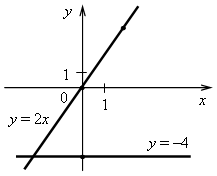 y
1
0
1
x
y = 2x
y = –4